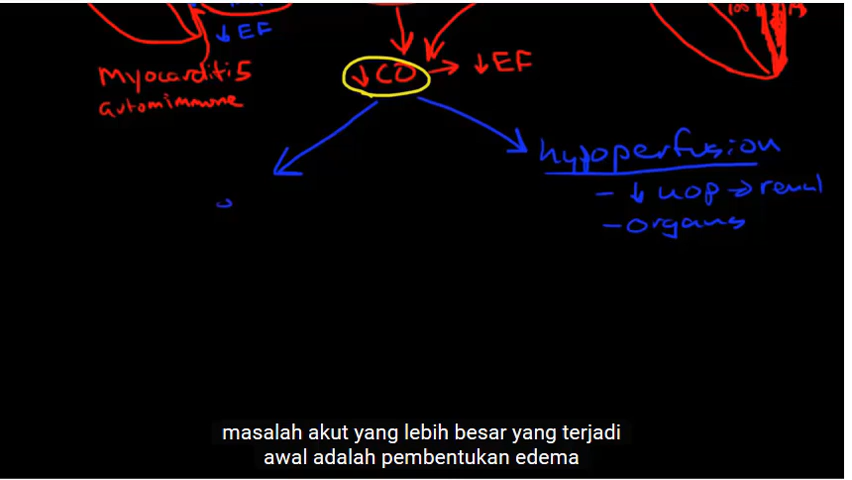 ↓ EF
Myocarditis
autoimmune
↓ CO → ↓ EF
100
hypoperfusion
- ↓ UOP → renal
- organs
masalah akut yang lebih besar yang terjadi
awal adalah pembentukan edema